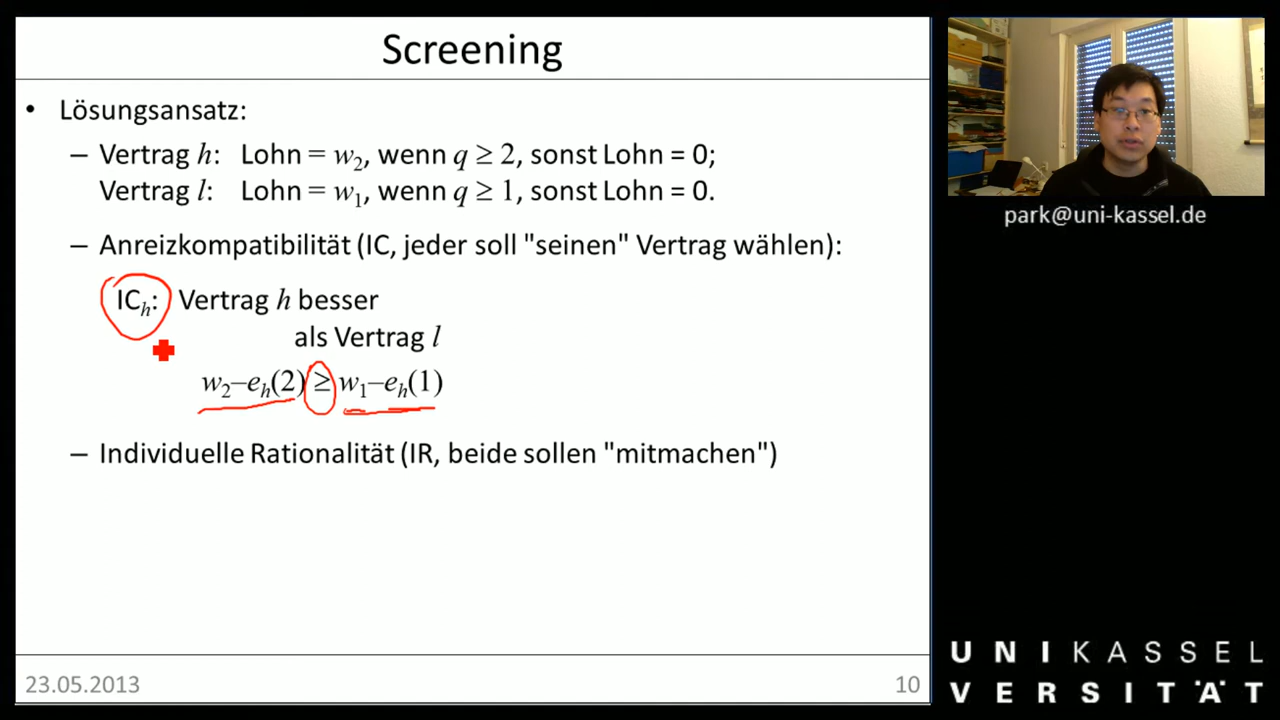 Screening
• Lösungsansatz:
– Vertrag h: Lohn = w₂, wenn q ≥ 2, sonst Lohn = 0;
Vertrag l: Lohn = w₁, wenn q ≥ 1, sonst Lohn = 0.
– Anreizkompatibilität (IC, jeder soll "seinen" Vertrag wählen):
ICₕ: Vertrag h besser
als Vertrag l
w₂–eₕ(2) ≥ w₁–eₕ(1)
– Individuelle Rationalität (IR, beide sollen "mitmachen")
23.05.2013
10
park@uni-kassel.de
UNIKASSEL
VERSITÄT